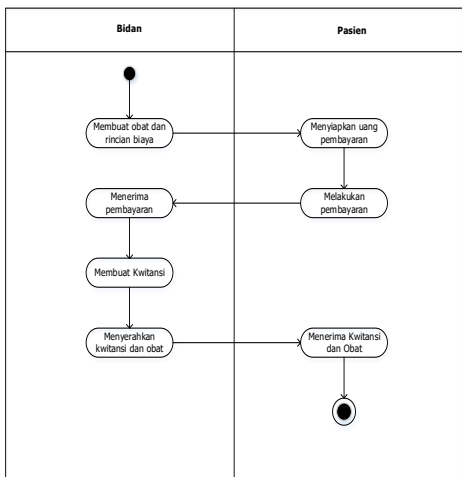 Bidan
Pasien
Membuat obat dan
rincian biaya
Menyiapkan uang
pembayaran
Menerima
pembayaran
Melakukan
pembayaran
Membuat Kwitansi
Menyerahkan
kwitansi dan obat
Menerima Kwitansi
dan Obat